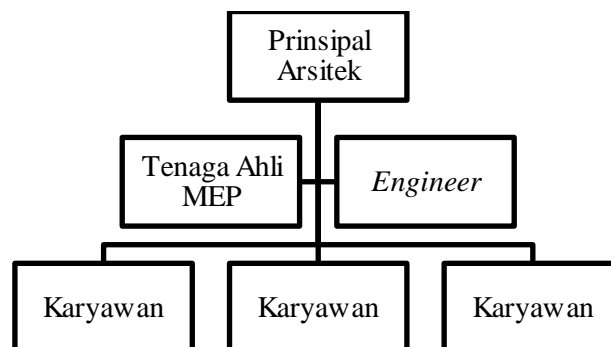 Prinsipal
Arsitek
Tenaga Ahli
MEP
Engineer
Karyawan
Karyawan
Karyawan